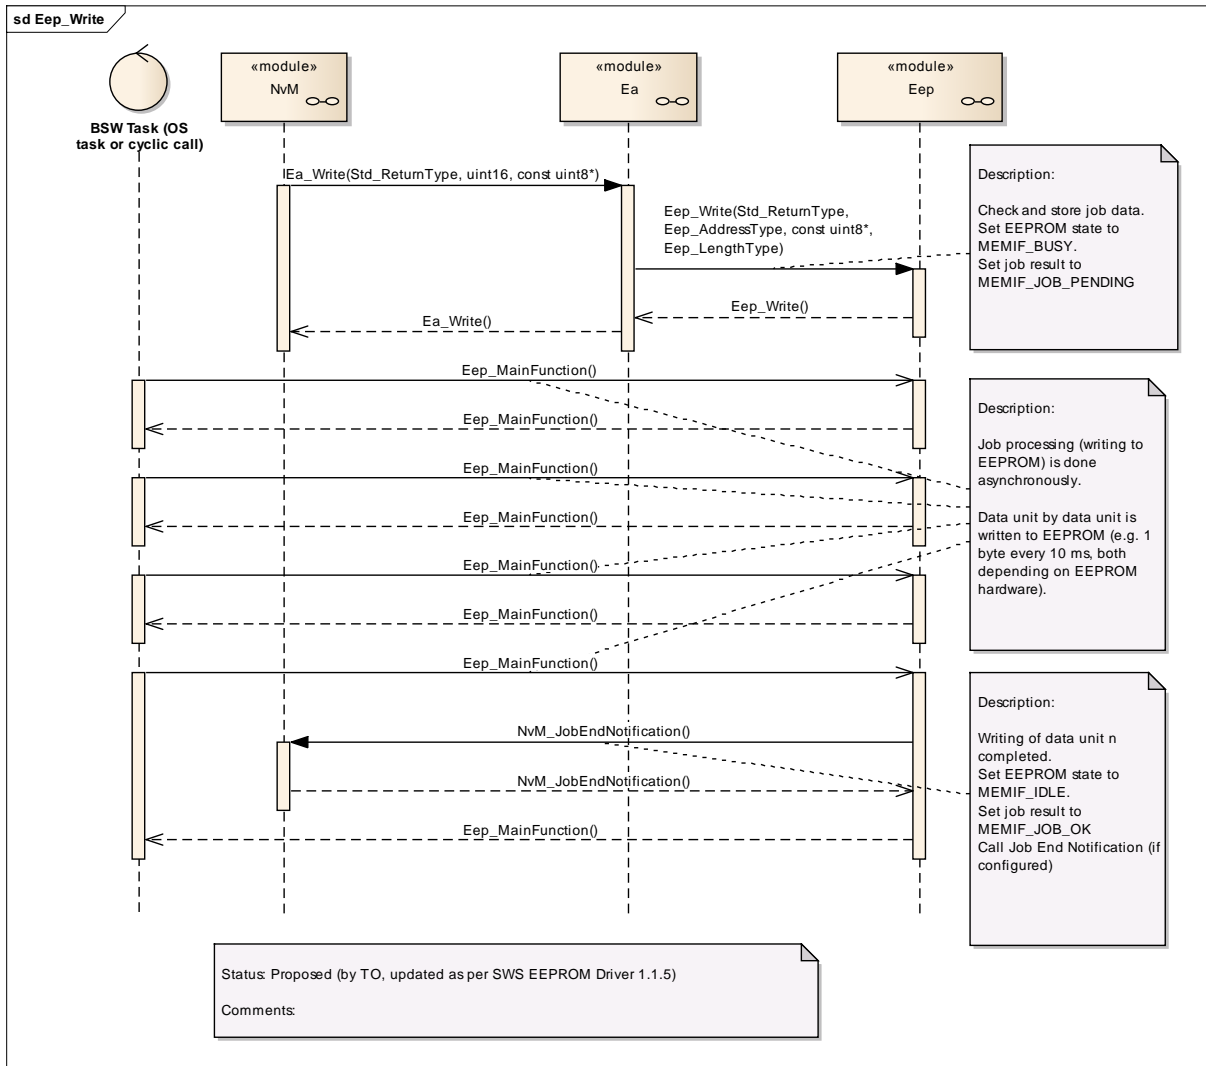 sd Eep_Write
«module»
NvM
«module»
Ea
«module»
Eep
BSW Task (OS
task or cyclic call)
Ea_Write(Std_ReturnType, uint16, const uint8*)
Eep_Write(Std_ReturnType,
Eep_AddressType, const uint8*,
Eep_LengthType)
Description:
Check and store job data.
Set EEPROM state to
MEMIF_BUSY.
Set job result to
MEMIF_JOB_PENDING
Eep_Write()
Ea_Write()
Eep_MainFunction()
Eep_MainFunction()
Eep_MainFunction()
Eep_MainFunction()
Eep_MainFunction()
Eep_MainFunction()
Description:
Job processing (writing to
EEPROM) is done
asynchronously.
Data unit by data unit is
written to EEPROM (e.g. 1
byte every 10 ms, both
depending on EEPROM
hardware).
Eep_MainFunction()
NvM_JobEndNotification()
NvM_JobEndNotification()
Eep_MainFunction()
Description:
Writing of data unit n
completed.
Set EEPROM state to
MEMIF_IDLE.
Set job result to
MEMIF_JOB_OK
Call Job End Notification (if
configured)
Status: Proposed (by TO, updated as per SWS EEPROM Driver 1.1.5)
Comments: